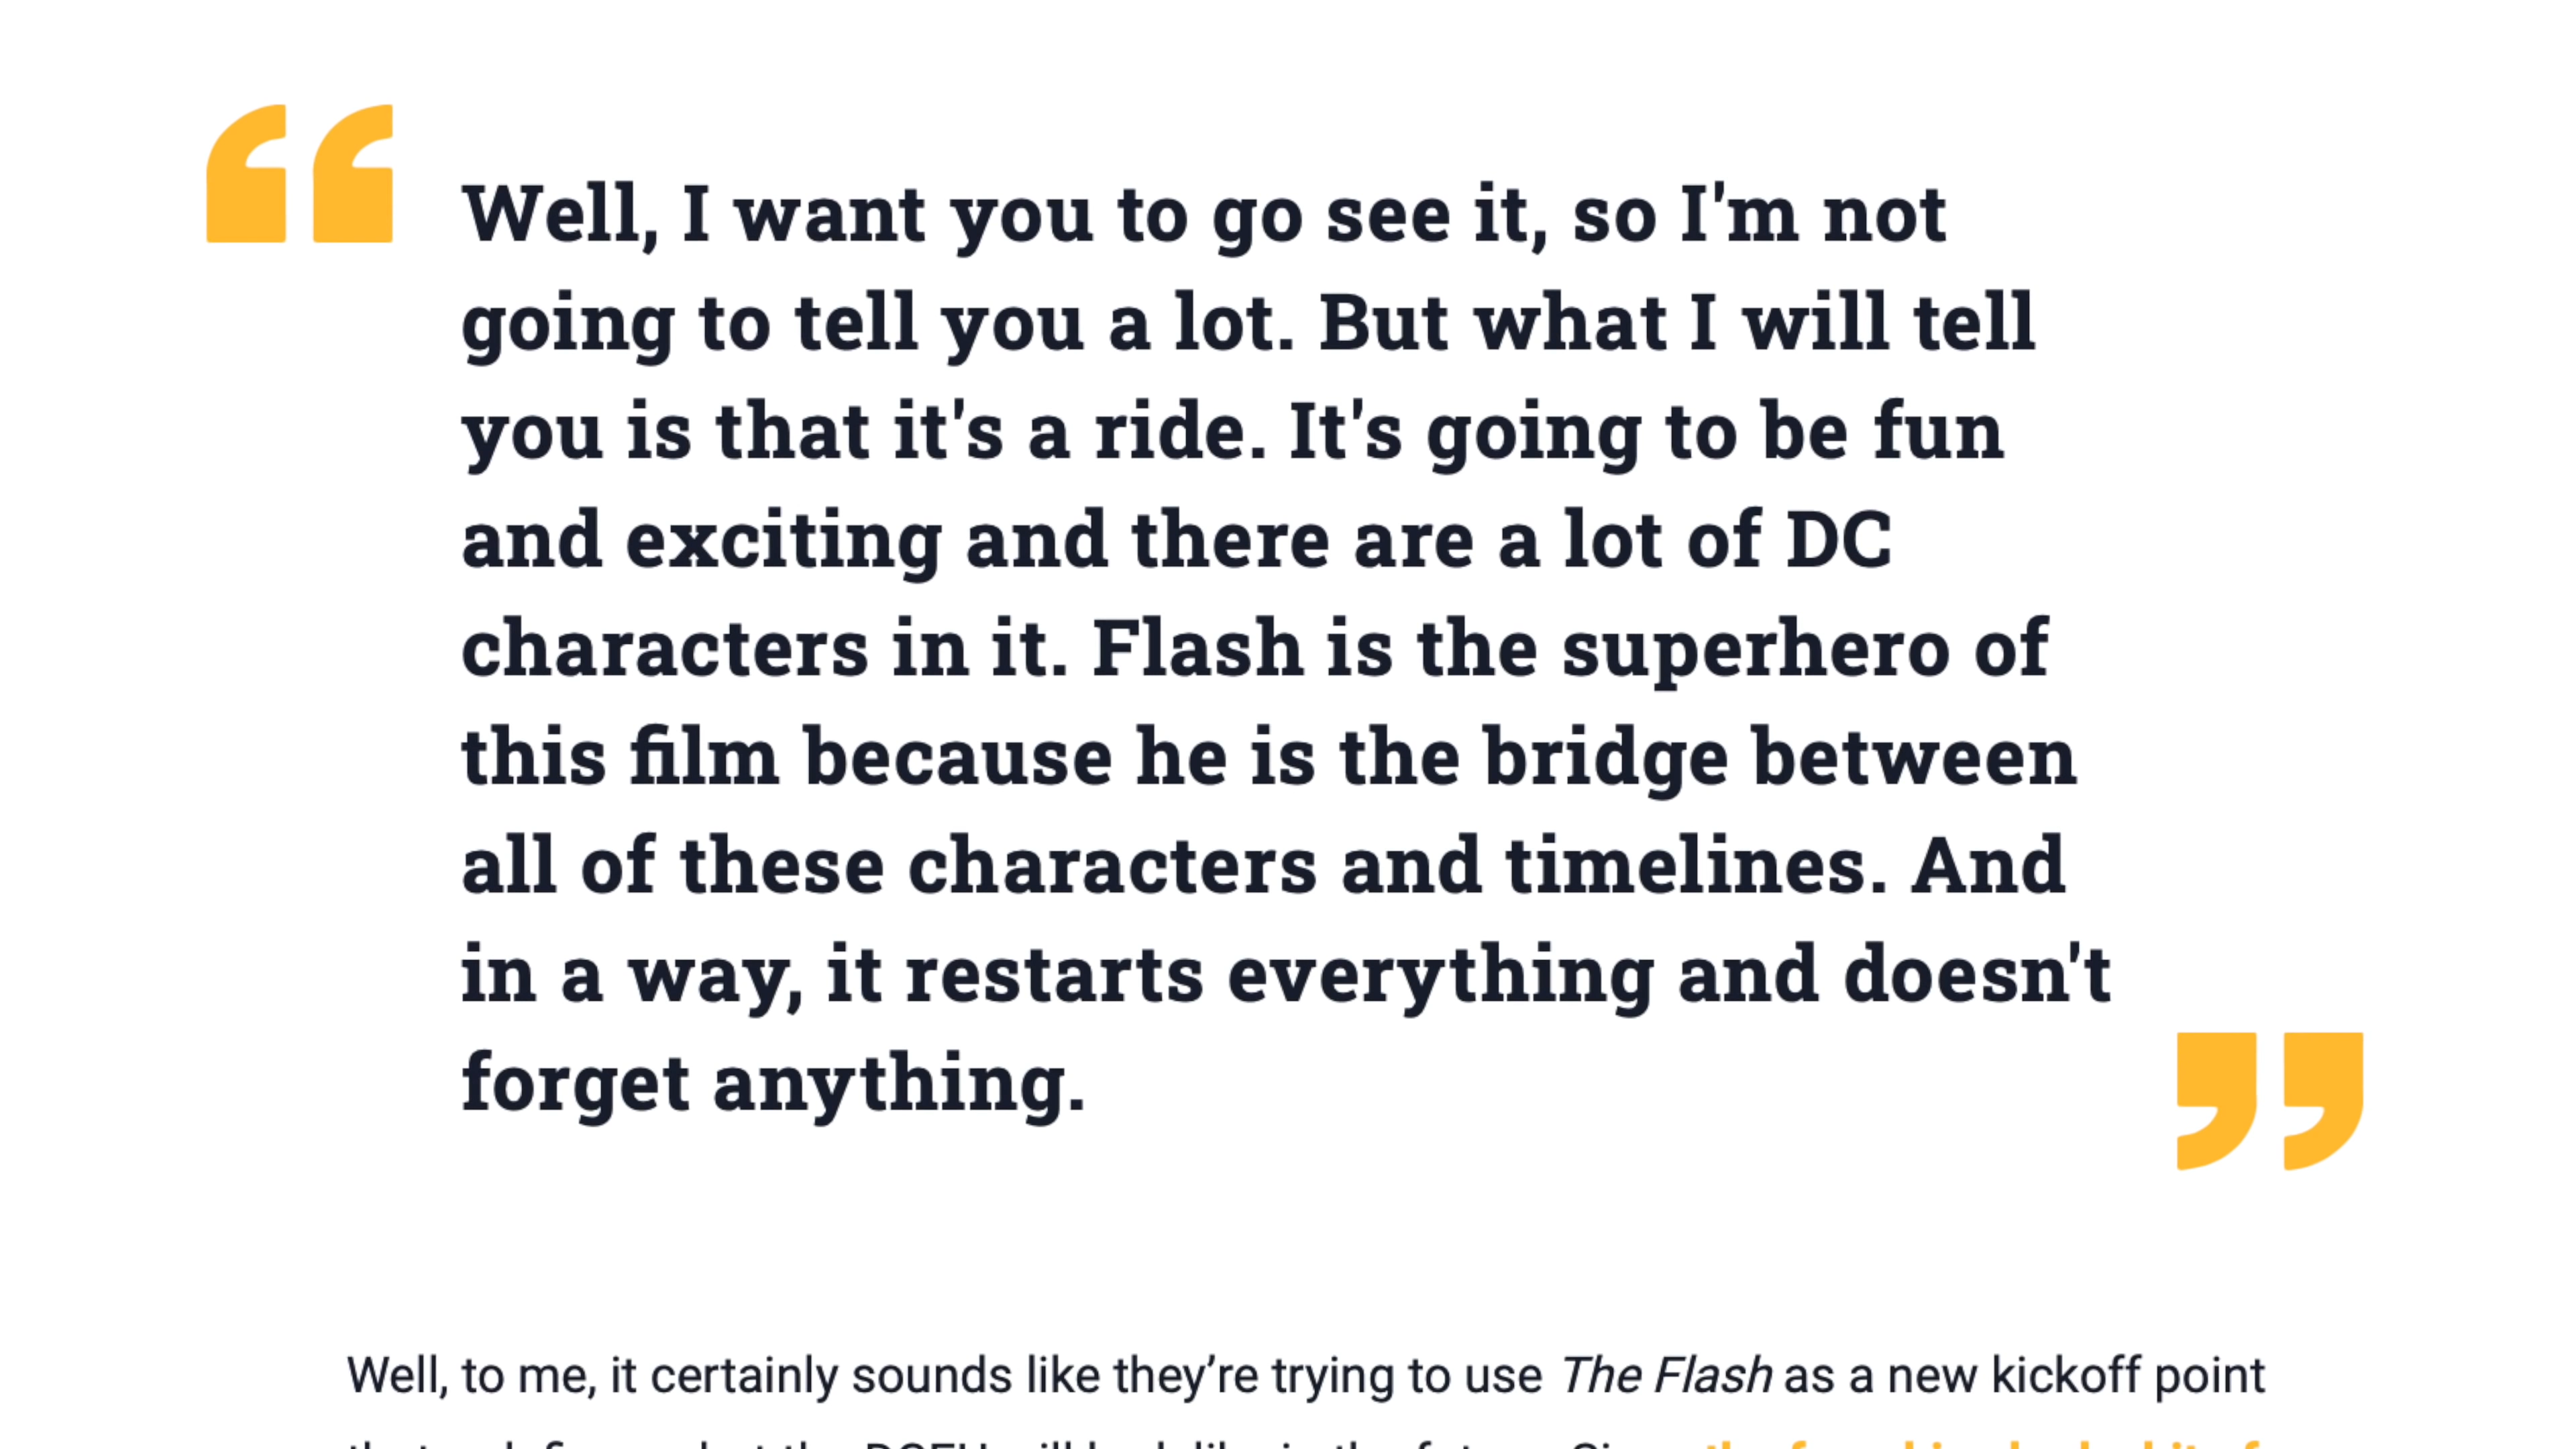 Well, I want you to go see it, so I'm not
going to tell you a lot. But what I will tell
you is that it's a ride. It's going to be fun
and exciting and there are a lot of DC
characters in it. Flash is the superhero of
this film because he is the bridge between
all of these characters and timelines. And
in a way, it restarts everything and doesn't
forget anything.
Well, to me, it certainly sounds like they’re trying to use The Flash as a new kickoff point